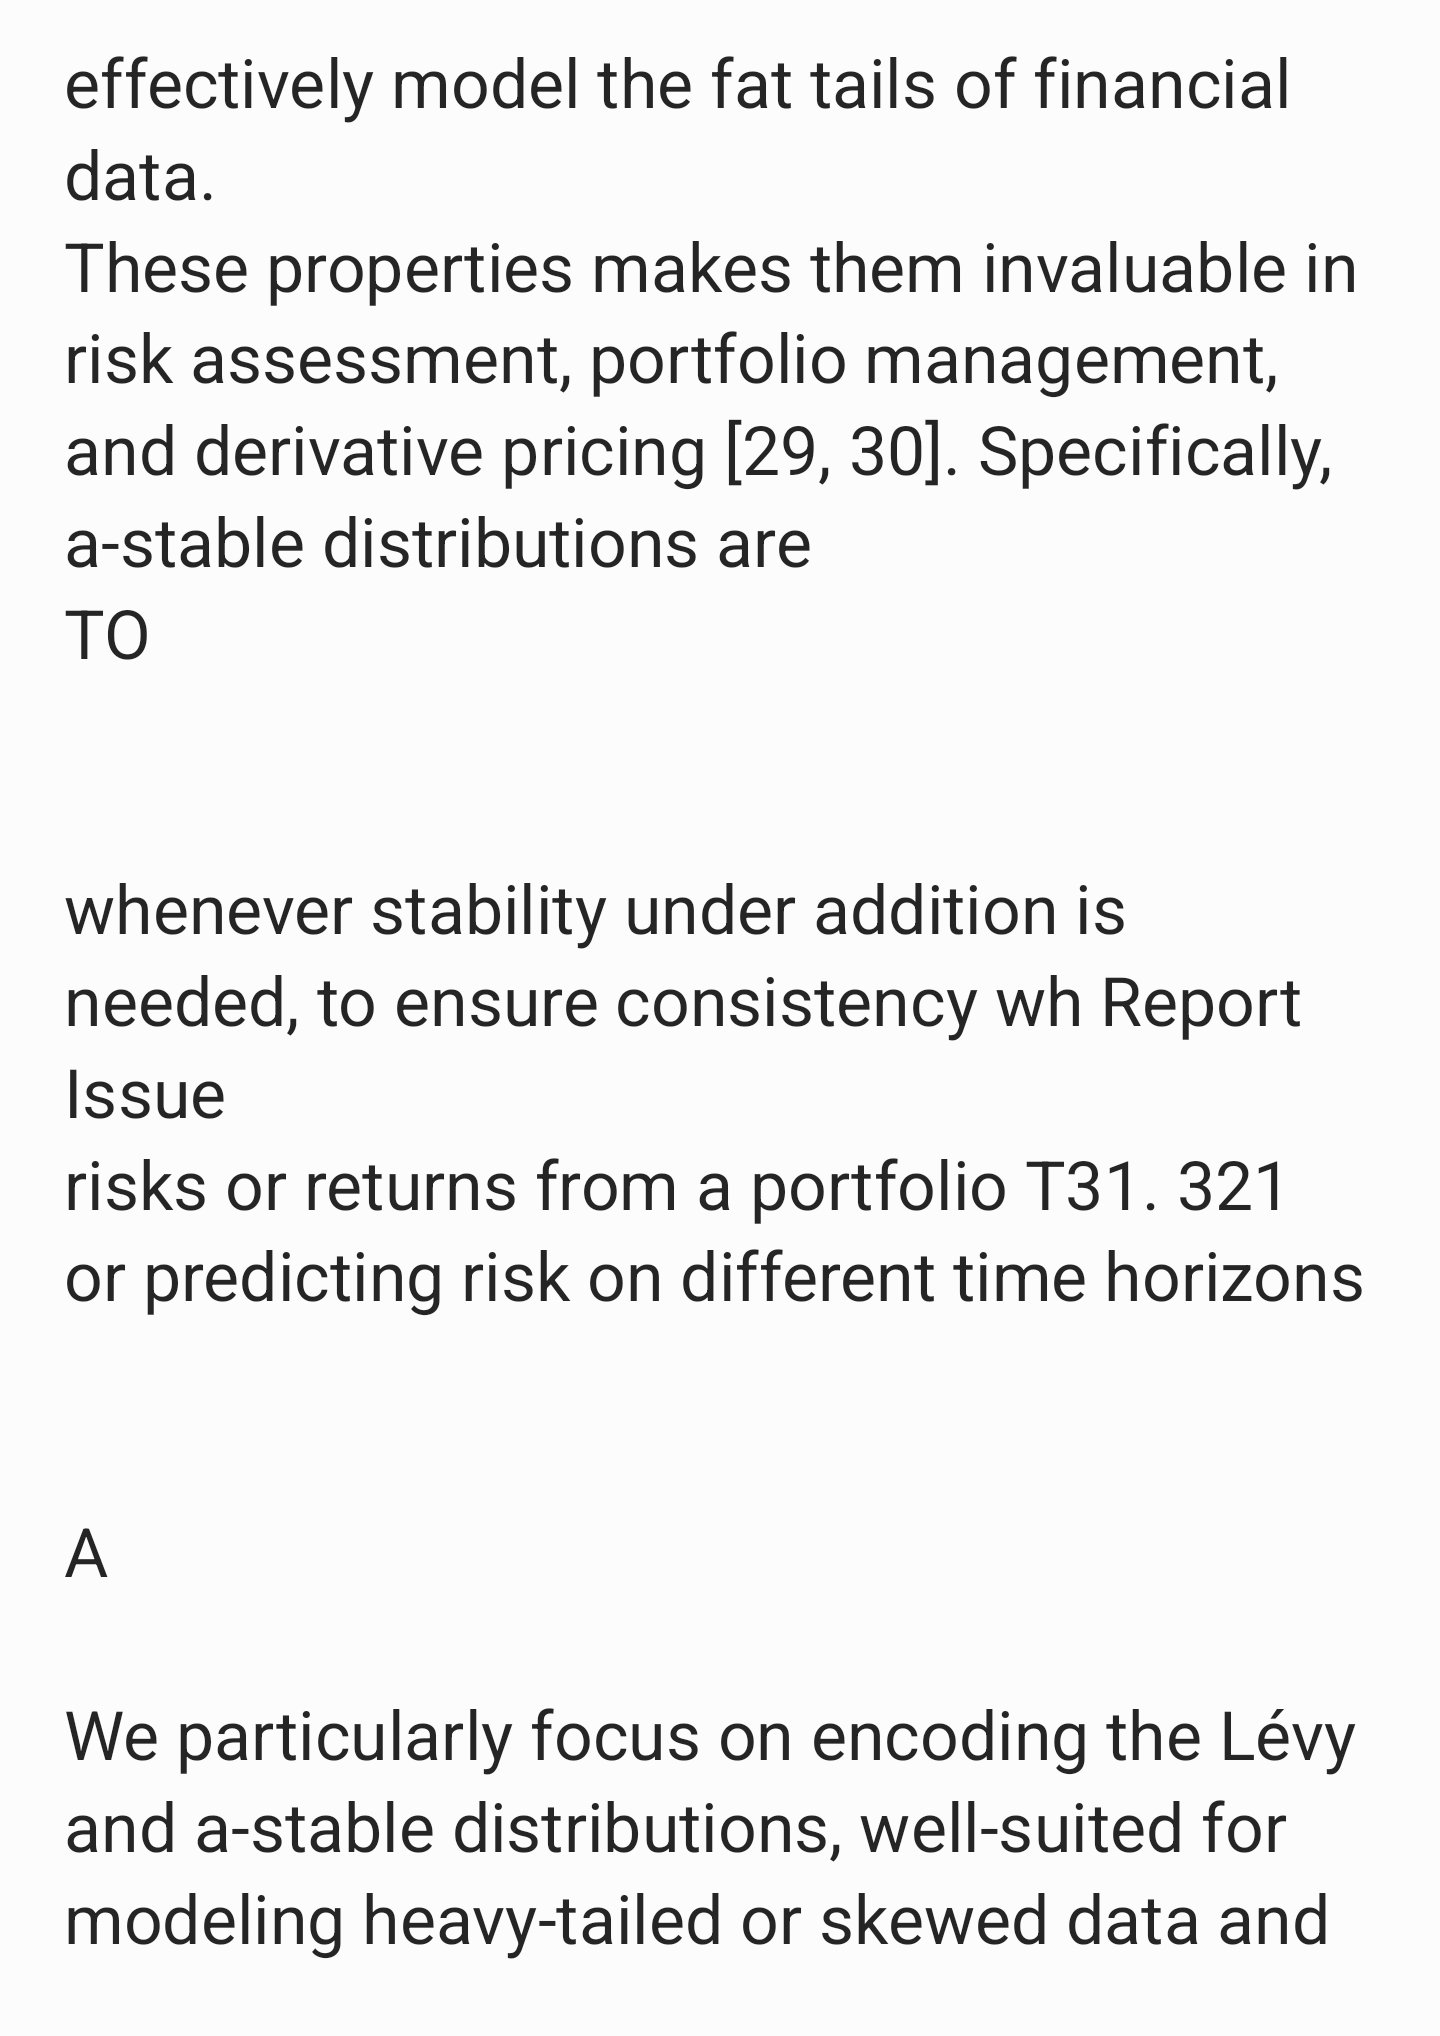 effectively model the fat tails of financial
data.
These properties makes them invaluable in
risk assessment, portfolio management,
and derivative pricing [29, 30]. Specifically,
a-stable distributions are
TO
whenever stability under addition is
needed, to ensure consistency wh Report
Issue
risks or returns from a portfolio T31. 321
or predicting risk on different time horizons
A
We particularly focus on encoding the Lévy
and a-stable distributions, well-suited for
modeling heavy-tailed or skewed data and